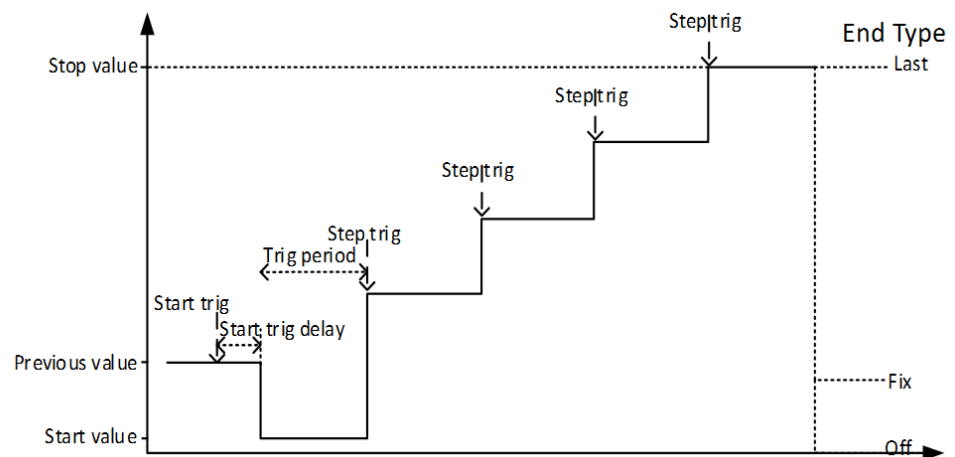 Step trig
End Type
Stop value
Last
Step trig
Step trig
Step trig
Trig period
Start trig
Start trig delay
Previous value
Fix
Start value
Off